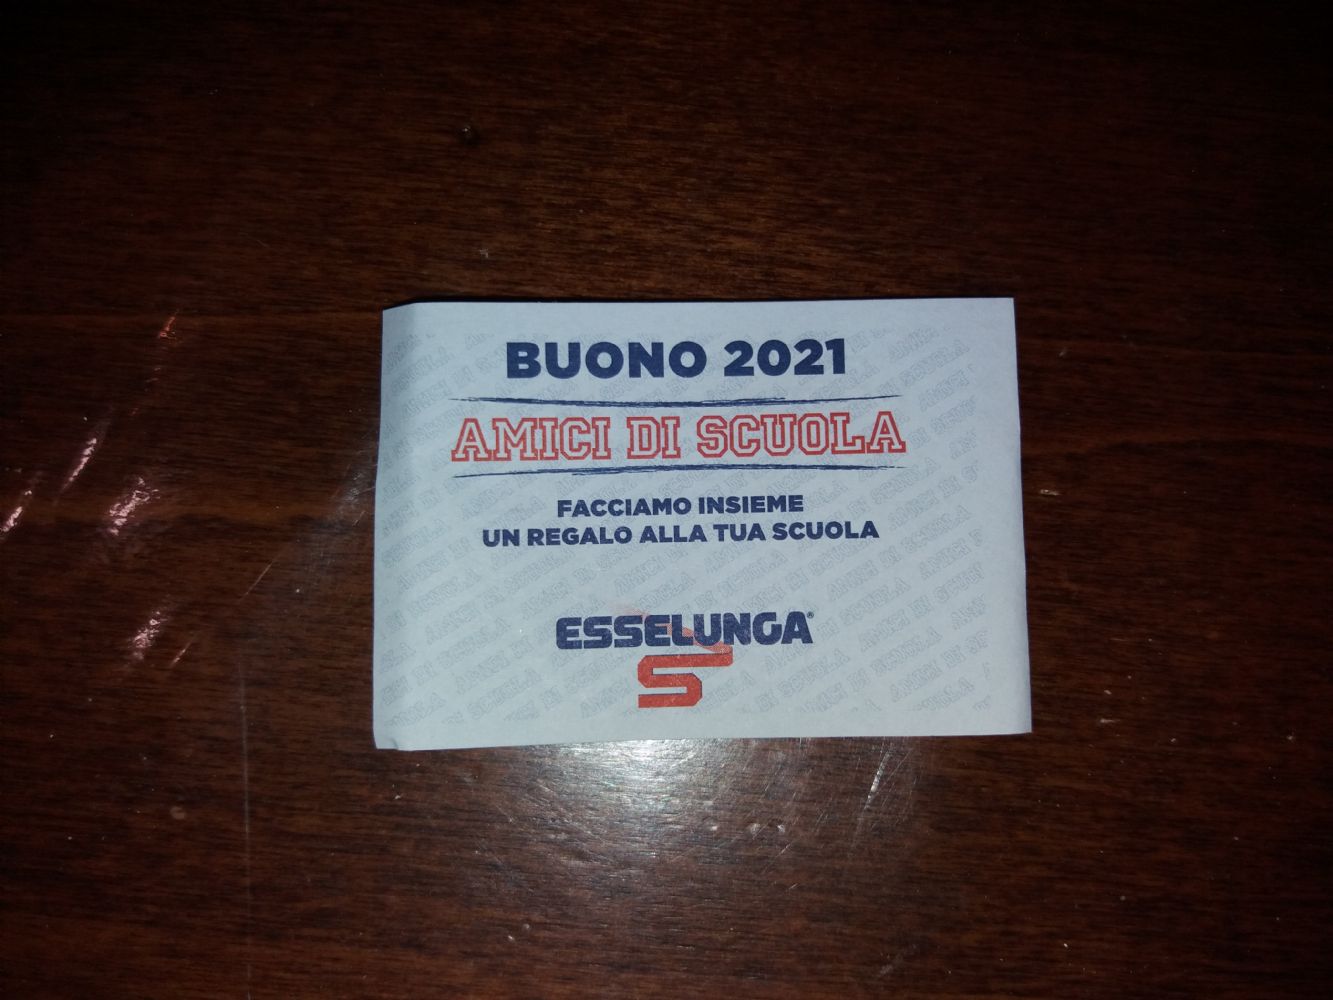 BUONO 2021
AMICI DI SCUOLA
FACCIAMO INSIEME
UN REGALO ALLA TUA SCUOLA
ESSELUNGA®
S